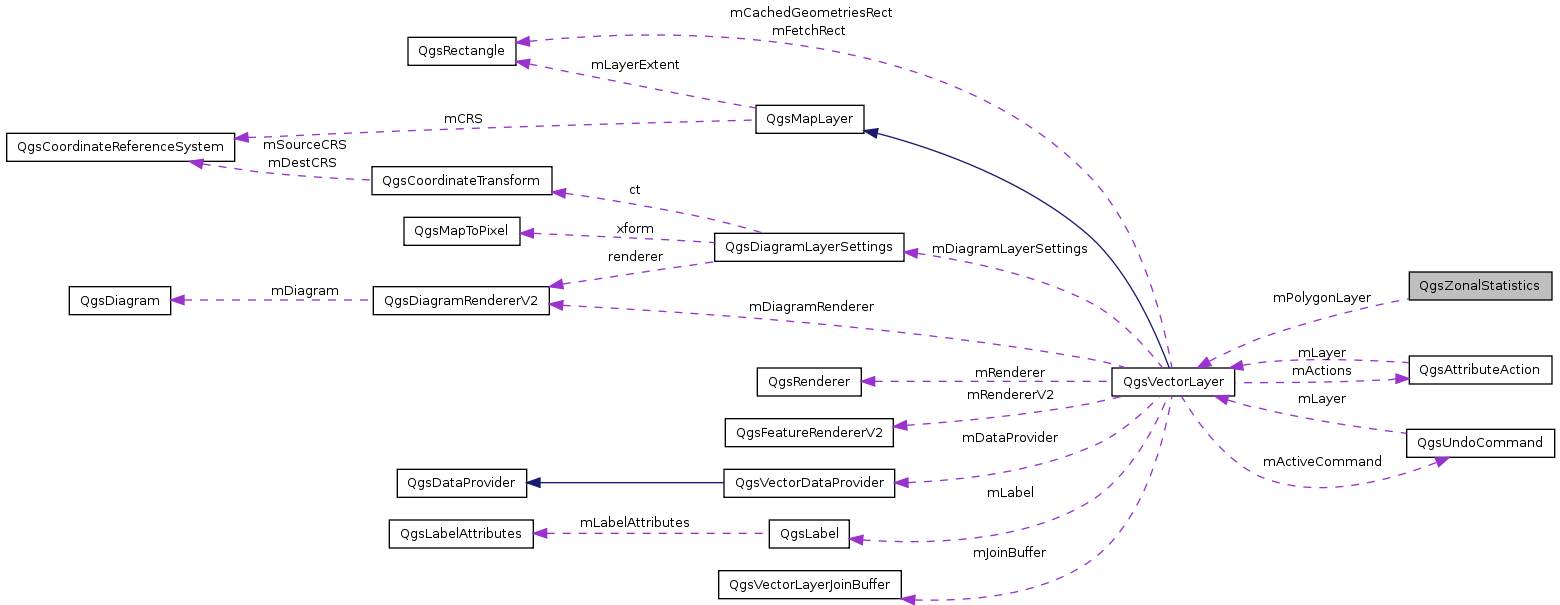 mCachedGeometriesRect
mFetchRect
QgsRectangle
mLayerExtent
QgsMapLayer
mCRS
QgsCoordinateReferenceSystem
mSourceCRS
mDestCRS
QgsCoordinateTransform
ct
QgsMapToPixel
xform
QgsDiagramLayerSettings
mDiagramLayerSettings
renderer
QgsZonalStatistics
QgsDiagram
mDiagram
QgsDiagramRendererV2
mDiagramRenderer
mPolygonLayer
mLayer
mActions
QgsAttributeAction
QgsRenderer
mRenderer
QgsVectorLayer
mRendererV2
mLayer
QgsFeatureRendererV2
mDataProvider
QgsUndoCommand
mActiveCommand
QgsDataProvider
QgsVectorDataProvider
mLabel
QgsLabelAttributes
mLabelAttributes
QgsLabel
mJoinBuffer
QgsVectorLayerJoinBuffer